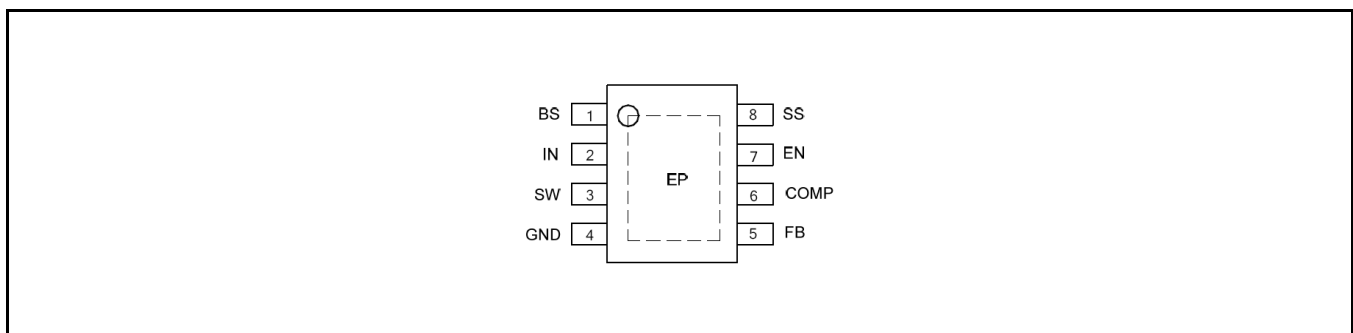 BS 1 8 SS
IN 2 7 EN
EP
SW 3 6 COMP
GND 4 5 FB